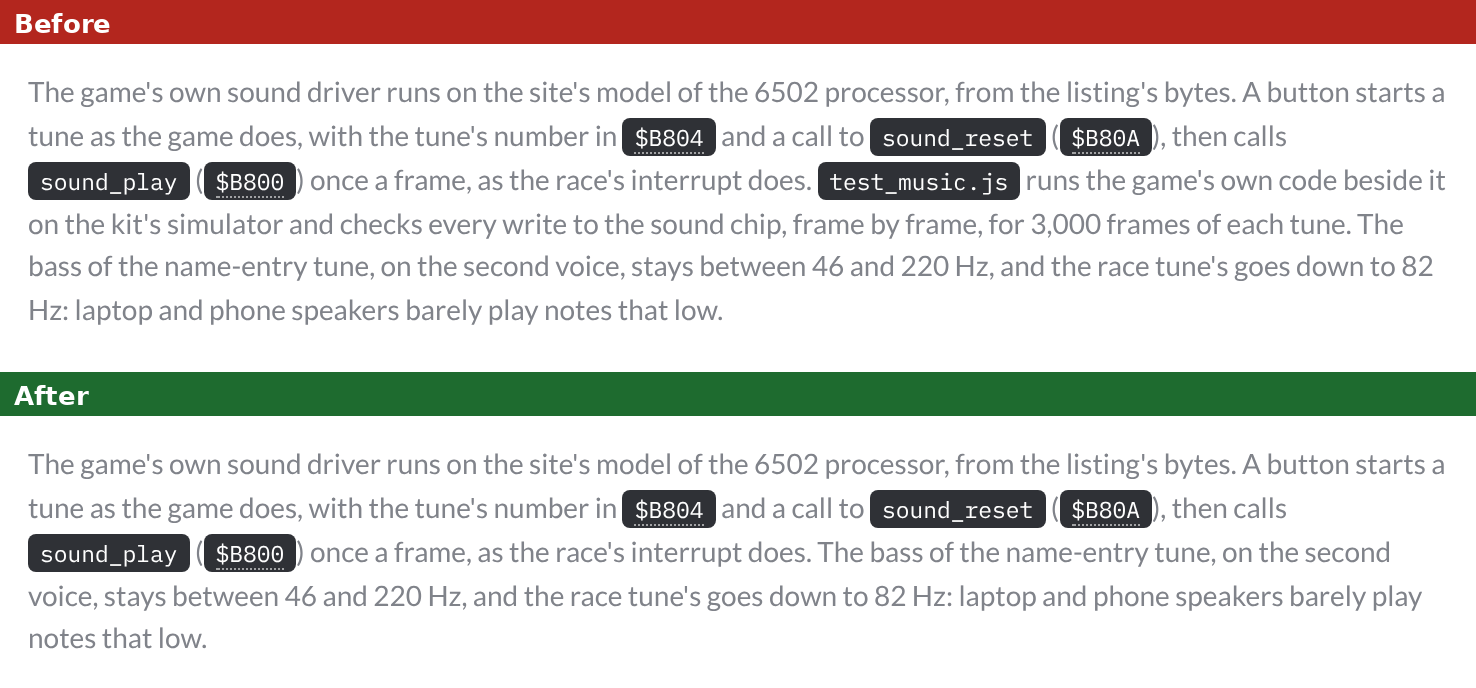 Before
The game's own sound driver runs on the site's model of the 6502 processor, from the listing's bytes. A button starts a
tune as the game does, with the tune's number in $B804 and a call to sound_reset ($B80A), then calls
sound_play ($B800) once a frame, as the race's interrupt does. test_music.js runs the game's own code beside it
on the kit's simulator and checks every write to the sound chip, frame by frame, for 3,000 frames of each tune. The
bass of the name-entry tune, on the second voice, stays between 46 and 220 Hz, and the race tune's goes down to 82
Hz: laptop and phone speakers barely play notes that low.
After
The game's own sound driver runs on the site's model of the 6502 processor, from the listing's bytes. A button starts a
tune as the game does, with the tune's number in $B804 and a call to sound_reset ($B80A), then calls
sound_play ($B800) once a frame, as the race's interrupt does. The bass of the name-entry tune, on the second
voice, stays between 46 and 220 Hz, and the race tune's goes down to 82 Hz: laptop and phone speakers barely play
notes that low.